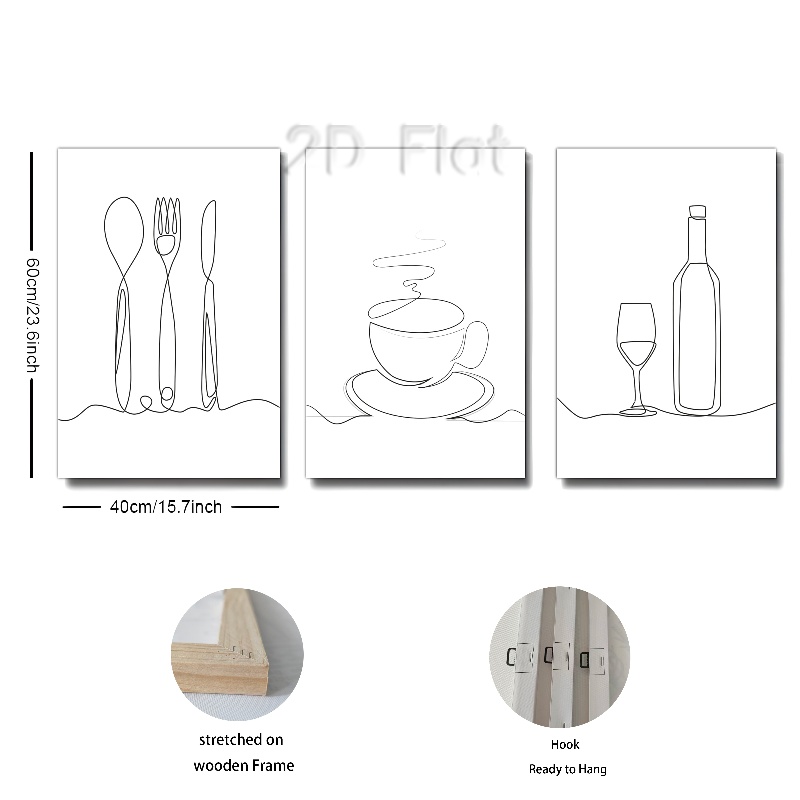 2D Flat
60cm/23.6inch
40cm/15.7inch
stretched on
wooden Frame
Hook
Ready to Hang